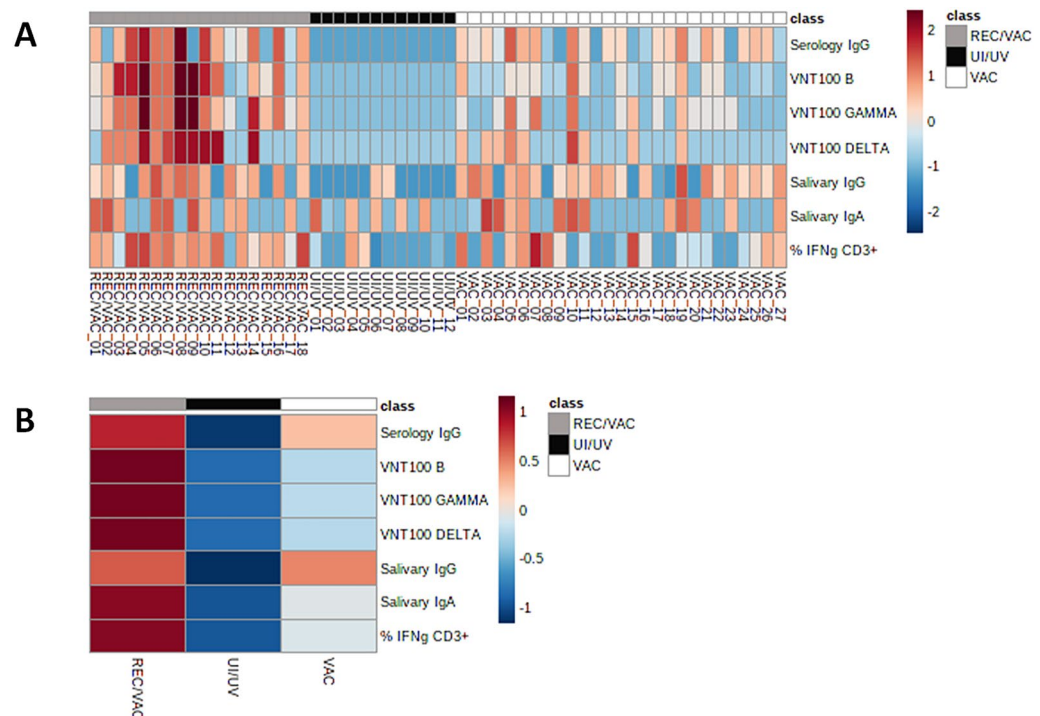 A
class
Serology IgG
VNT100 B
VNT100 GAMMA
VNT100 DELTA
Salivary IgG
Salivary IgA
% IFNg CD3+
2
1
0
-1
-2
class
REC/VAC
UI/UV
VAC
REC/VAC_01
REC/VAC_02
REC/VAC_03
REC/VAC_04
REC/VAC_05
REC/VAC_06
REC/VAC_07
REC/VAC_08
REC/VAC_09
REC/VAC_10
REC/VAC_11
REC/VAC_12
REC/VAC_13
REC/VAC_14
REC/VAC_15
REC/VAC_16
REC/VAC_17
REC/VAC_18
UI/UV_01
UI/UV_02
UI/UV_03
UI/UV_04
UI/UV_05
UI/UV_06
UI/UV_07
UI/UV_08
UI/UV_09
UI/UV_10
UI/UV_11
UI/UV_12
VAC_01
VAC_02
VAC_03
VAC_04
VAC_05
VAC_06
VAC_07
VAC_08
VAC_09
VAC_10
VAC_11
VAC_12
VAC_13
VAC_14
VAC_15
VAC_16
VAC_17
VAC_18
VAC_19
VAC_20
VAC_21
VAC_22
VAC_23
VAC_24
VAC_25
VAC_26
VAC_27
B
class
Serology IgG
VNT100 B
VNT100 GAMMA
VNT100 DELTA
Salivary IgG
Salivary IgA
% IFNg CD3+
1
0.5
0
-0.5
-1
class
REC/VAC
UI/UV
VAC
REC/VAC
UI/UV
VAC